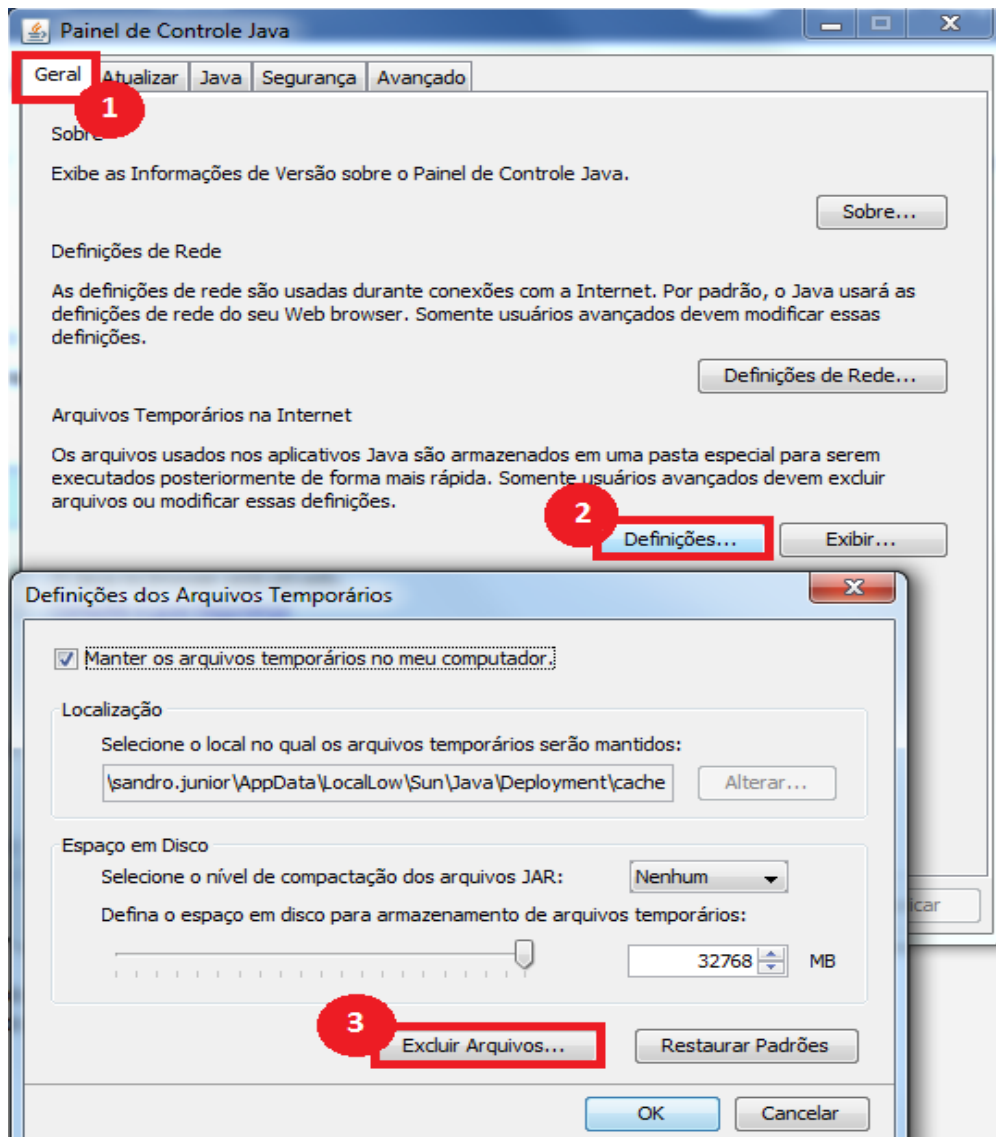 Painel de Controle Java
Geral Atualizar Java Segurança Avançado
1
Sobre
Exibe as Informações de Versão sobre o Painel de Controle Java.
Sobre...
Definições de Rede
As definições de rede são usadas durante conexões com a Internet. Por padrão, o Java usará as
definições de rede do seu Web browser. Somente usuários avançados devem modificar essas
definições.
Definições de Rede...
Arquivos Temporários na Internet
Os arquivos usados nos aplicativos Java são armazenados em uma pasta especial para serem
executados posteriormente de forma mais rápida. Somente usuários avançados devem excluir
arquivos ou modificar essas definições.
2
Definições... Exibir...
Definições dos Arquivos Temporários
Manter os arquivos temporários no meu computador.
Localização
Selecione o local no qual os arquivos temporários serão mantidos:
\sandro.junior\AppData\LocalLow\Sun\Java\Deployment\cache Alterar...
Espaço em Disco
Selecione o nível de compactação dos arquivos JAR: Nenhum
icar
Defina o espaço em disco para armazenamento de arquivos temporários:
32768 MB
3
Excluir Arquivos... Restaurar Padrões
OK Cancelar